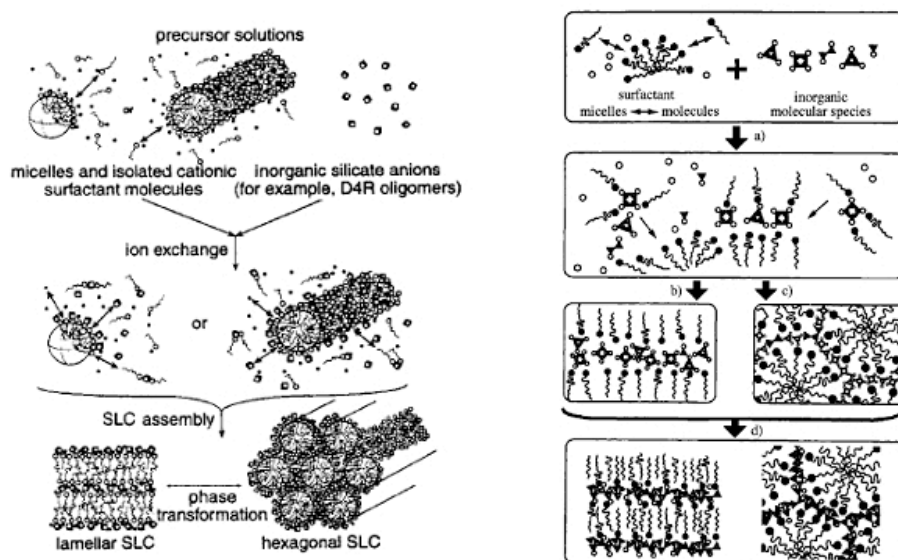 precursor solutions
or
micelles and isolated cationic
surfactant molecules
inorganic silicate anions
(for example, D4R oligomers)
ion exchange
or
SLC assembly
phase
transformation
lamellar SLC
hexagonal SLC
surfactant
micelles
molecules
inorganic
molecular species
a)
b)
c)
d)